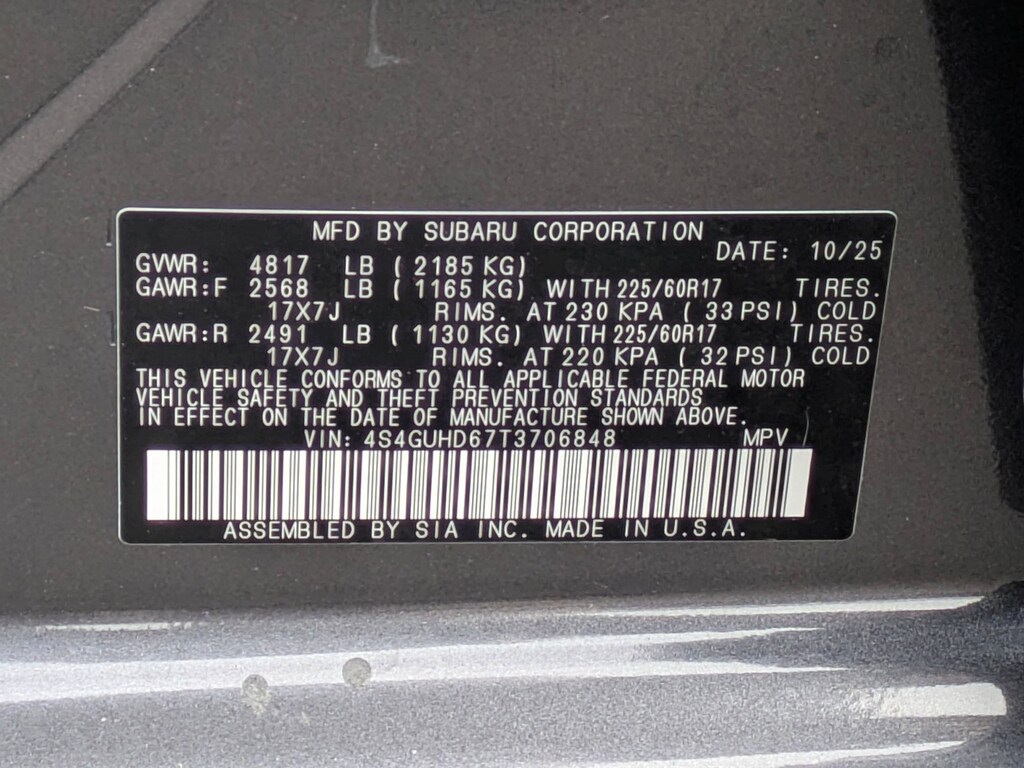 MFD BY SUBARU CORPORATION
DATE: 10/25
GVWR: 4817 LB ( 2185 KG)
GAWR:F 2568 LB ( 1165 KG) WITH 225/60R17 TIRES.
17X7J RIMS. AT 230 KPA ( 33 PSI) COLD
GAWR:R 2491 LB ( 1130 KG) WITH 225/60R17 TIRES.
17X7J RIMS. AT 220 KPA ( 32 PSI) COLD
THIS VEHICLE CONFORMS TO ALL APPLICABLE FEDERAL MOTOR
VEHICLE SAFETY AND THEFT PREVENTION STANDARDS
IN EFFECT ON THE DATE OF MANUFACTURE SHOWN ABOVE.
VIN: 4S4GUHD67T3706848 MPV
ASSEMBLED BY SIA INC. MADE IN U.S.A.